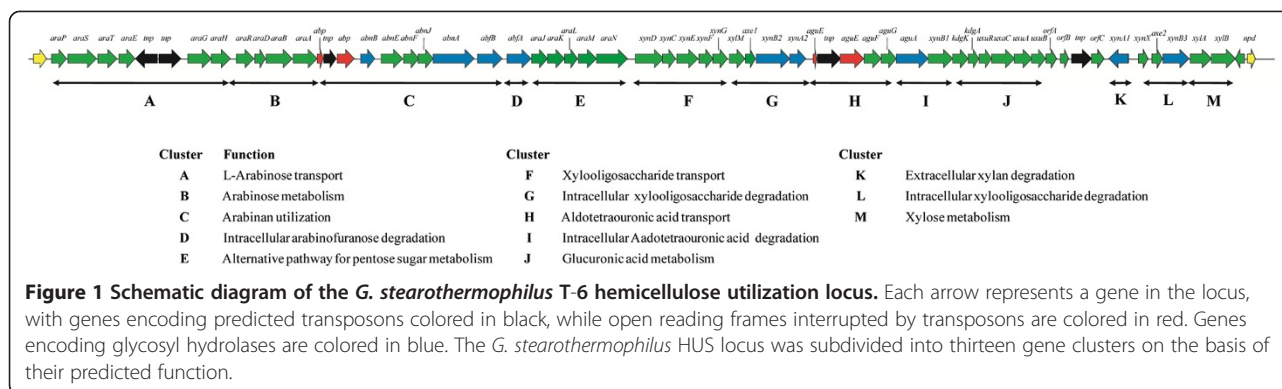 abnJ araL xynG aguE aguG kdgA orfA
araP araS araT araE tnp tnp araG araH araR araD araB araA abp tnp abp abnB abnE abnF abnA abfB abfA araJ araK araM araN xynD xynC xynE xynF xylM axe1 xynB2 xynA2 tnp aguE aguF aguA xynB1 kdgK uxuR uxaC uxuA uxuB orfB tnp orfC xynA1 xynX axe2 xynB3 xylA xylB npd
A B C D E F G H I J K L M
Cluster Function Cluster Cluster
A L-Arabinose transport F Xylooligosaccharide transport K Extracellular xylan degradation
B Arabinose metabolism G Intracellular xylooligosaccharide degradation L Intracellular xylooligosaccharide degradation
C Arabinan utilization H Aldotetraouronic acid transport M Xylose metabolism
D Intracellular arabinofuranose degradation I Intracellular Aadotetraouronic acid degradation
E Alternative pathway for pentose sugar metabolism J Glucuronic acid metabolism
Figure 1 Schematic diagram of the G. stearothermophilus T-6 hemicellulose utilization locus. Each arrow represents a gene in the locus,
with genes encoding predicted transposons colored in black, while open reading frames interrupted by transposons are colored in red. Genes
encoding glycosyl hydrolases are colored in blue. The G. stearothermophilus HUS locus was subdivided into thirteen gene clusters on the basis of
their predicted function.